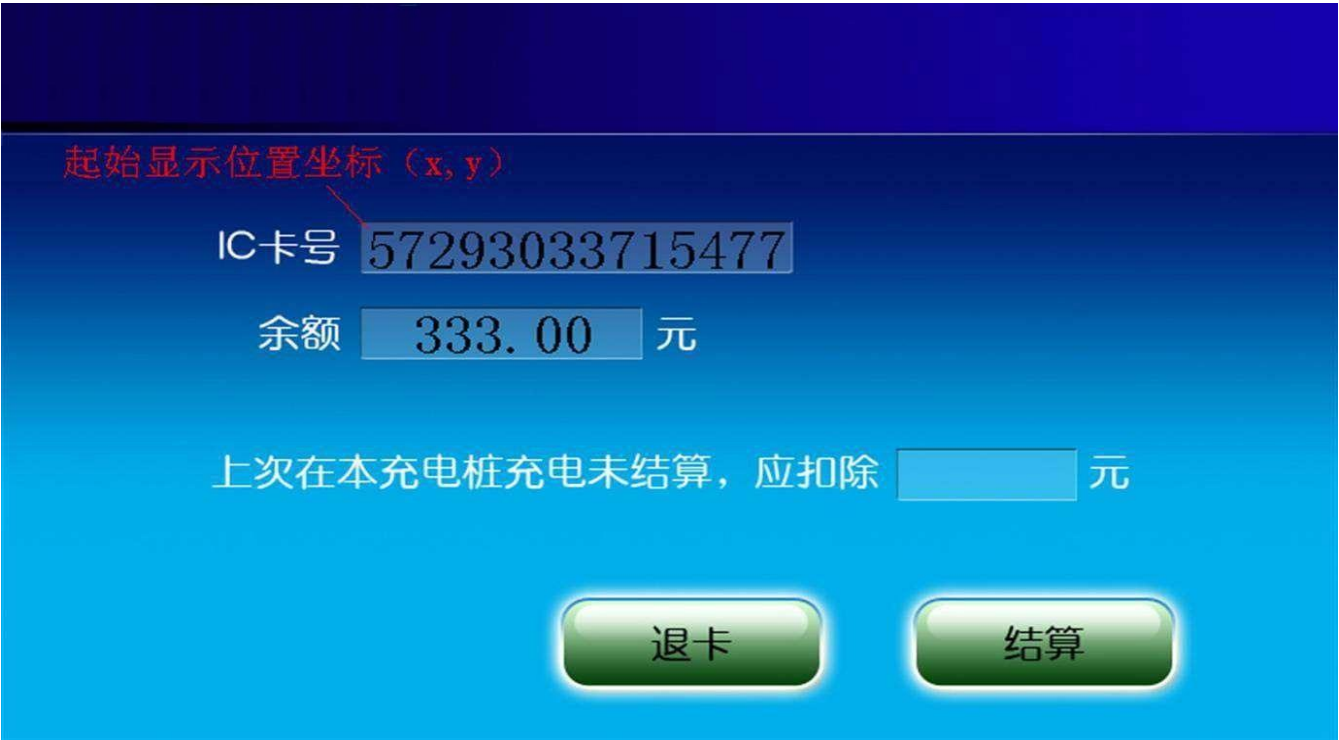 起始显示位置坐标（x, y）
IC卡号 57293033715477
余额 333.00 元
上次在本充电桩充电未结算，应扣除 元
退卡 结算